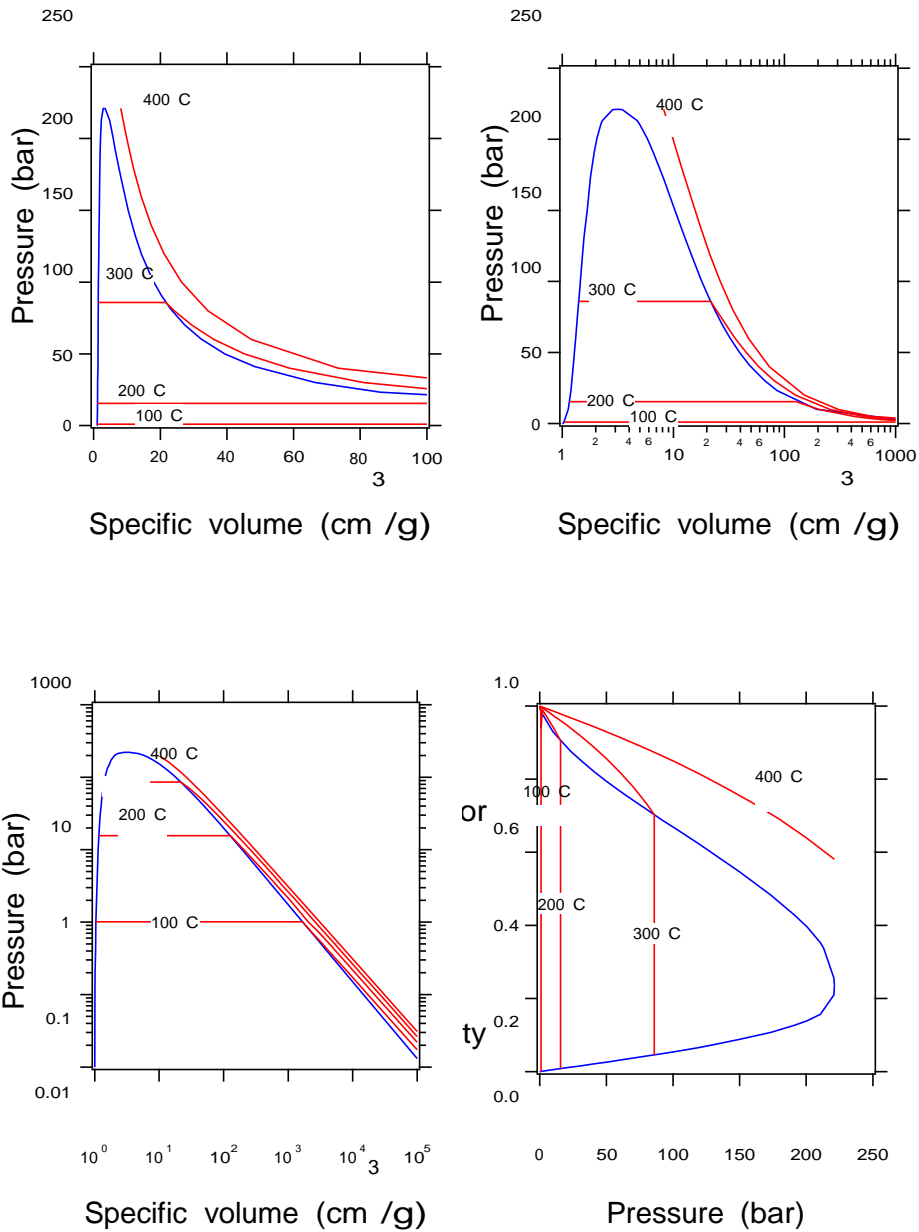 250
200
150
100
50
0
Pressure (bar)
400 C
300 C
200 C
100 C
0 20 40 60 80 100
3
Specific volume (cm /g)
250
200
150
100
50
0
Pressure (bar)
400 C
300 C
200 C
100 C
1 2 4 6 10 2 4 6 100 2 4 6 1000
3
Specific volume (cm /g)
1000
10
1
0.1
0.01
Pressure (bar)
400 C
200 C
100 C
10⁰ 10¹ 10² 10³ 10⁴ 10⁵
3
Specific volume (cm /g)
1.0
or
0.6
0.4
0.2
ty
0.0
400 C
100 C
200 C
300 C
0 50 100 150 200 250
Pressure (bar)